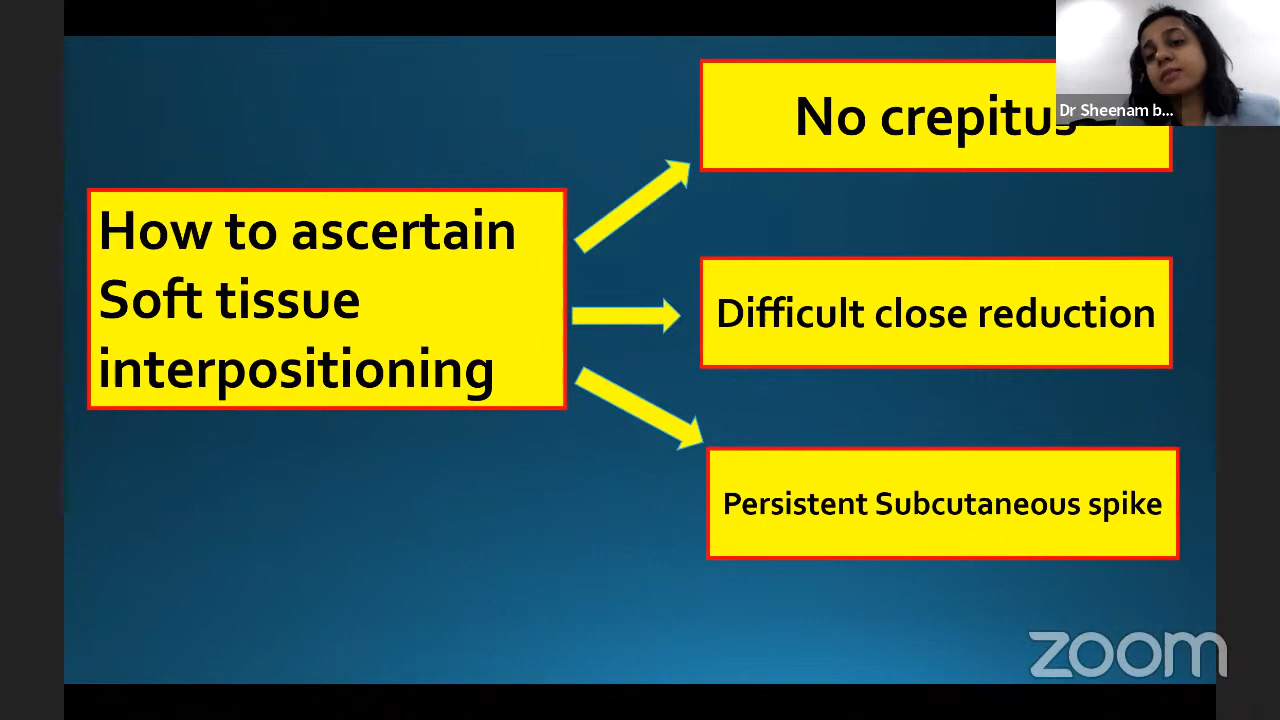 No crepitus
Dr Sheenam b...
How to ascertain
Soft tissue
interpositioning
Difficult close reduction
Persistent Subcutaneous spike
zoom